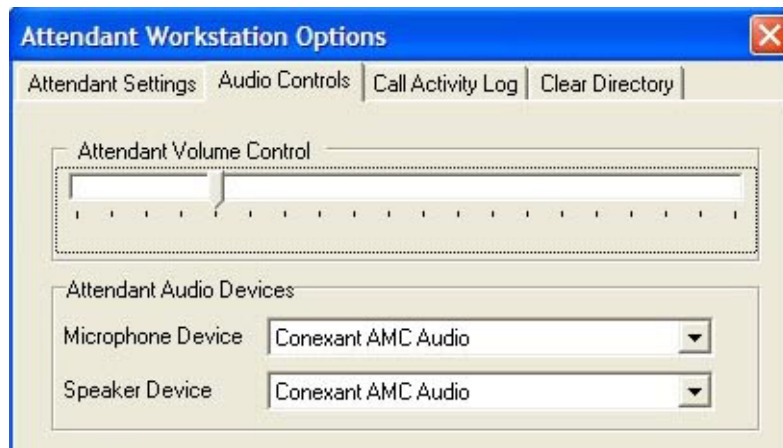 Attendant Workstation Options
Attendant Settings Audio Controls Call Activity Log Clear Directory
Attendant Volume Control
Attendant Audio Devices
Microphone Device Conexant AMC Audio
Speaker Device Conexant AMC Audio